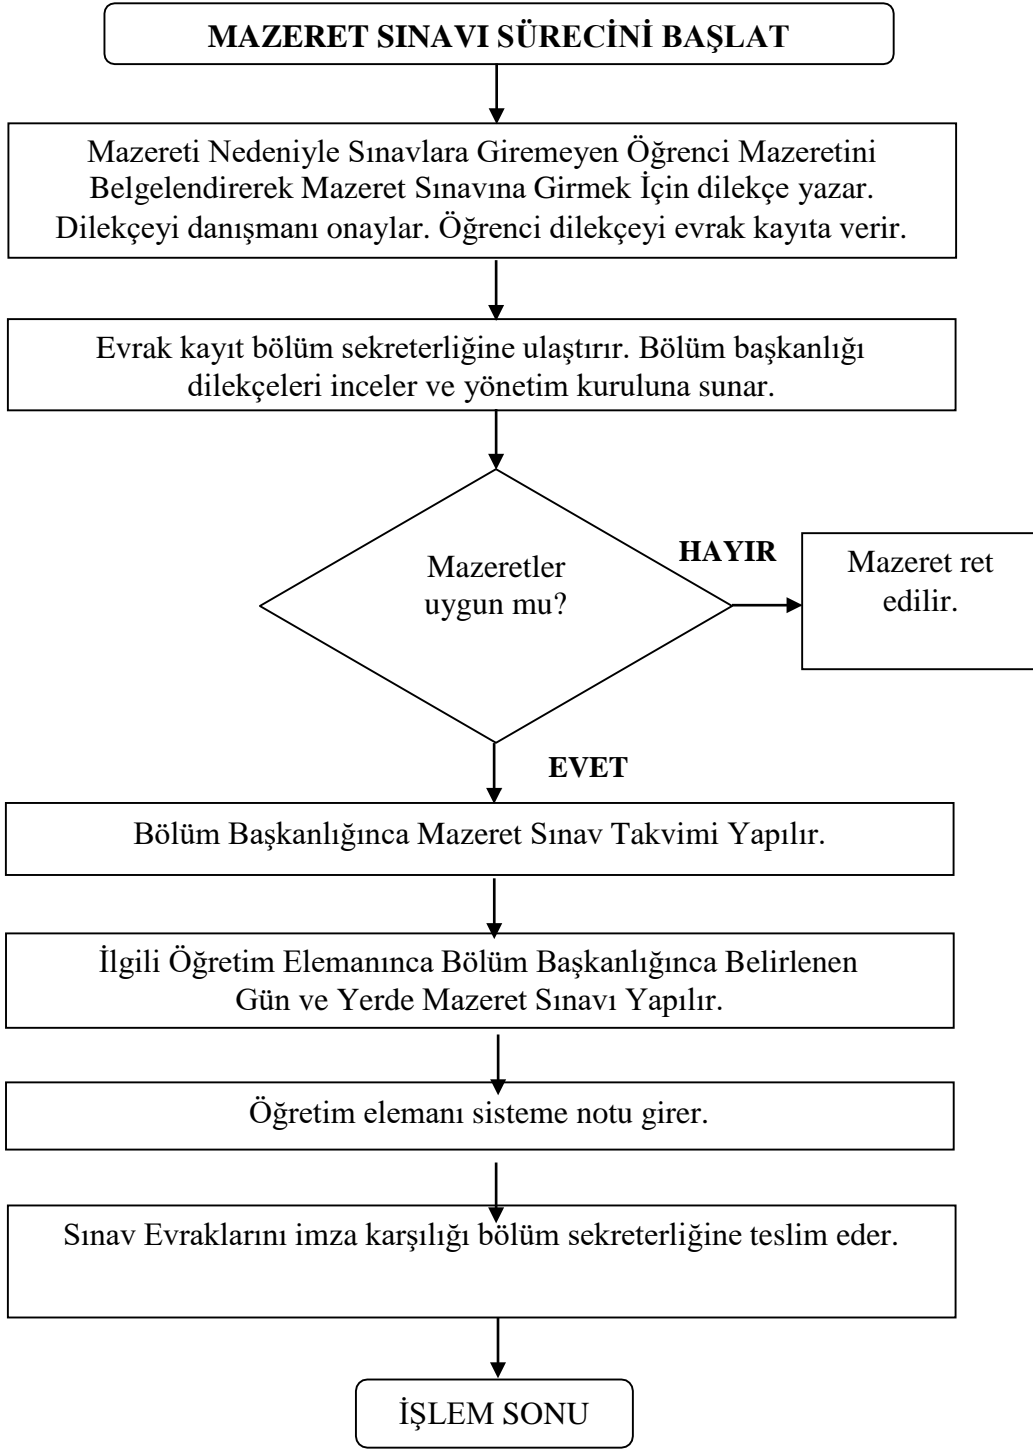 MAZERET SINAVI SÜRECİNİ BAŞLAT
Mazereti Nedeniyle Sınavlara Giremeyen Öğrenci Mazeretini
Belgelendirerek Mazeret Sınavına Girmek İçin dilekçe yazar.
Dilekçeyi danışmanı onaylar. Öğrenci dilekçeyi evrak kayıta verir.
Evrak kayıt bölüm sekreterliğine ulaştırır. Bölüm başkanlığı
dilekçeleri inceler ve yönetim kuruluna sunar.
Mazeretler
uygun mu?
HAYIR
Mazeret ret
edilir.
EVET
Bölüm Başkanlığınca Mazeret Sınav Takvimi Yapılır.
İlgili Öğretim Elemanınca Bölüm Başkanlığınca Belirlenen
Gün ve Yerde Mazeret Sınavı Yapılır.
Öğretim elemanı sisteme notu girer.
Sınav Evraklarını imza karşılığı bölüm sekreterliğine teslim eder.
İŞLEM SONU